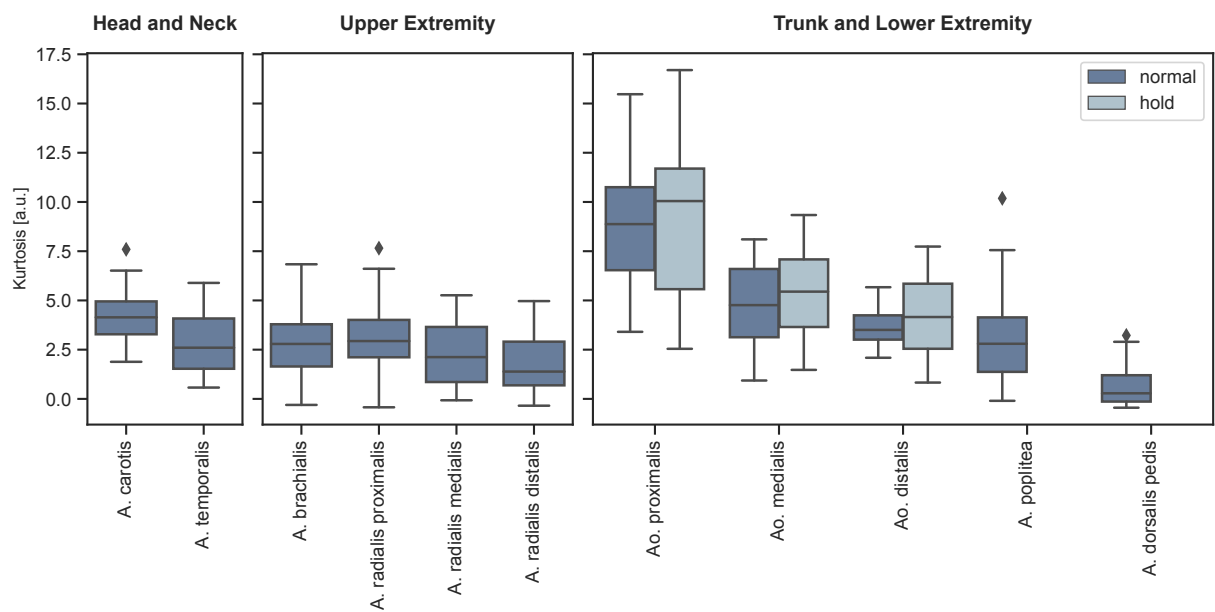 Head and Neck
Upper Extremity
Trunk and Lower Extremity
Kurtosis [a.u.]
17.5
15.0
12.5
10.0
7.5
5.0
2.5
0.0
normal
hold
A. carotis
A. temporalis
A. brachialis
A. radialis proximalis
A. radialis medialis
A. radialis distalis
Ao. proximalis
Ao. medialis
Ao. distalis
A. poplitea
A. dorsalis pedis